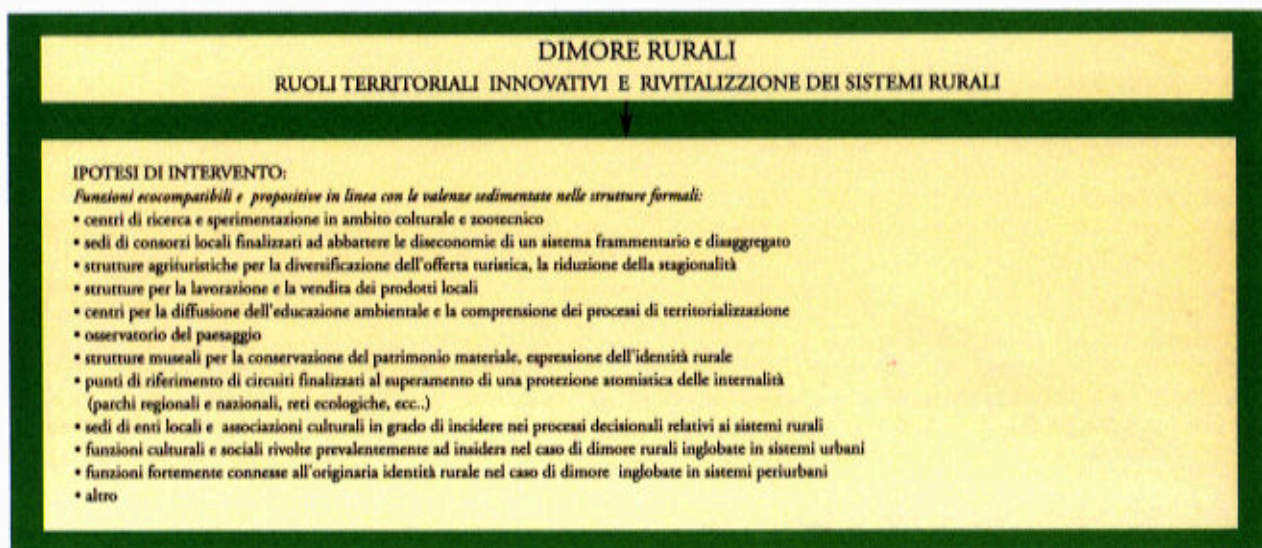 DIMORE RURALI
RUOLI TERRITORIALI INNOVATIVI E RIVITALIZZIONE DEI SISTEMI RURALI
IPOTESI DI INTERVENTO:
Funzioni ecocompatibili e propositive in linea con le valenze sedimentate nelle strutture formali:
• centri di ricerca e sperimentazione in ambito colturale e zootecnico
• sedi di consorzi locali finalizzati ad abbattere le diseconomie di un sistema frammentario e disaggregato
• strutture agrituristiche per la diversificazione dell'offerta turistica, la riduzione della stagionalità
• strutture per la lavorazione e la vendita dei prodotti locali
• centri per la diffusione dell'educazione ambientale e la comprensione dei processi di territorializzazione
• osservatorio del paesaggio
• strutture museali per la conservazione del patrimonio materiale, espressione dell'identità rurale
• punti di riferimento di circuiti finalizzati al superamento di una protezione atomistica delle internalità
(parchi regionali e nazionali, reti ecologiche, ecc..)
• sedi di enti locali e associazioni culturali in grado di incidere nei processi decisionali relativi ai sistemi rurali
• funzioni culturali e sociali rivolte prevalentemente ad insiders nel caso di dimore rurali inglobate in sistemi urbani
• funzioni fortemente connesse all'originaria identità rurale nel caso di dimore inglobate in sistemi periurbani
• altro